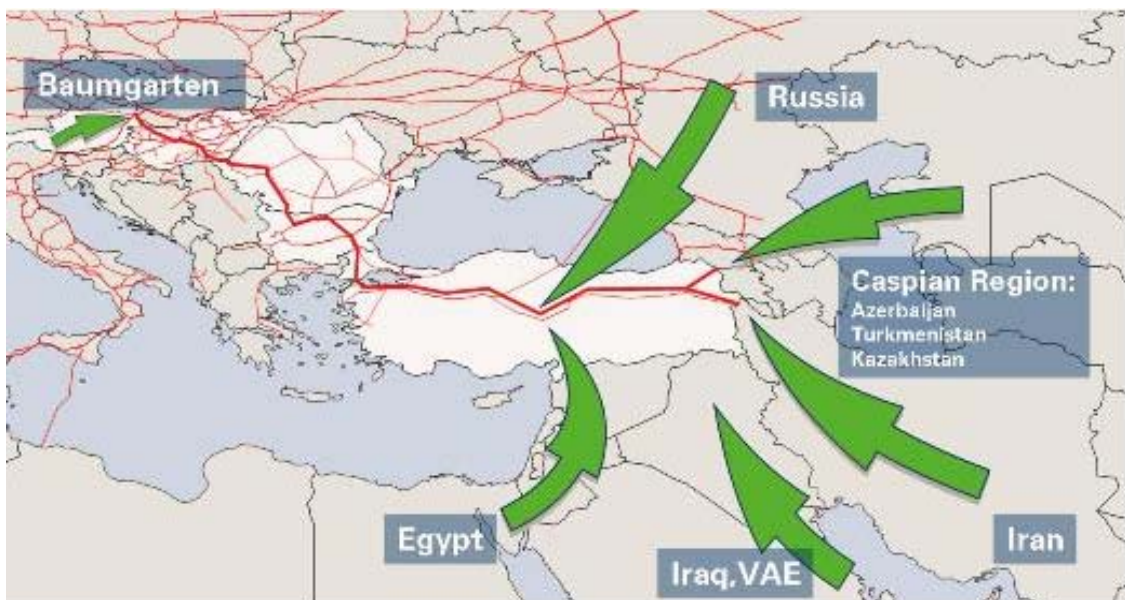 Baumgarten
Russia
Caspian Region:
Azerbaijan
Turkmenistan
Kazakhstan
Egypt
Iraq,VAE
Iran